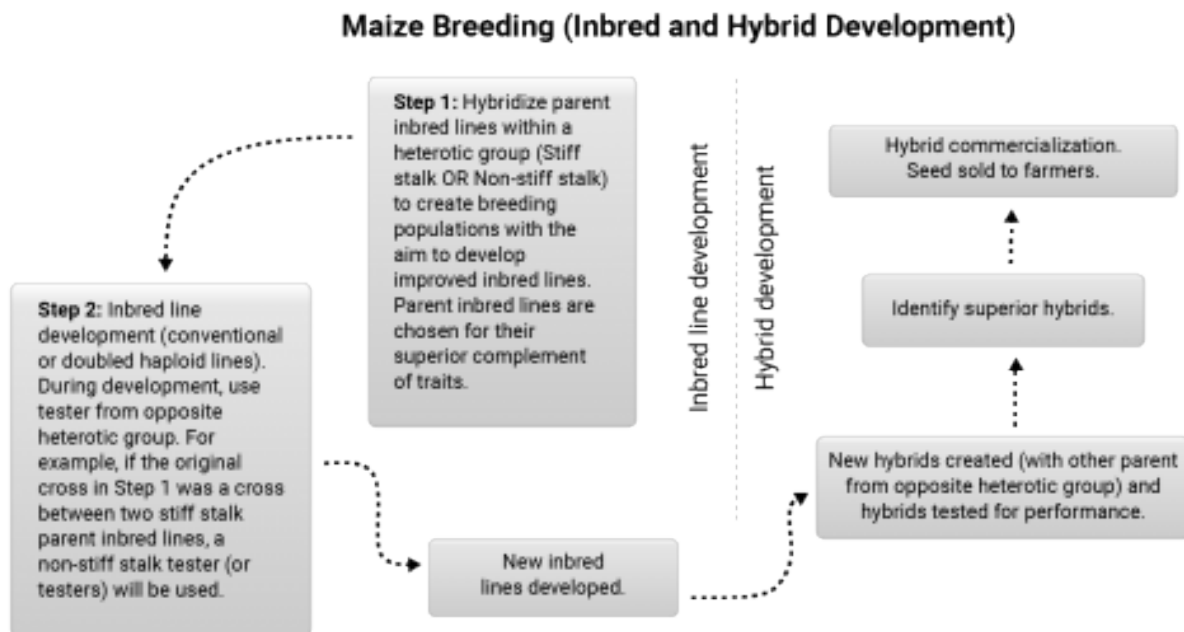 Maize Breeding (Inbred and Hybrid Development)
Step 1: Hybridize parent
inbred lines within a
heterotic group (Stiff
stalk OR Non-stiff stalk)
to create breeding
populations with the
aim to develop
improved inbred lines.
Parent inbred lines are
chosen for their
superior complement
of traits.
Step 2: Inbred line
development (conventional
or doubled haploid lines).
During development, use
tester from opposite
heterotic group. For
example, if the original
cross in Step 1 was a cross
between two stiff stalk
parent inbred lines, a
non-stiff stalk tester (or
testers) will be used.
New inbred
lines developed.
Inbred line development
Hybrid development
New hybrids created (with other parent
from opposite heterotic group) and
hybrids tested for performance.
Identify superior hybrids.
Hybrid commercialization.
Seed sold to farmers.